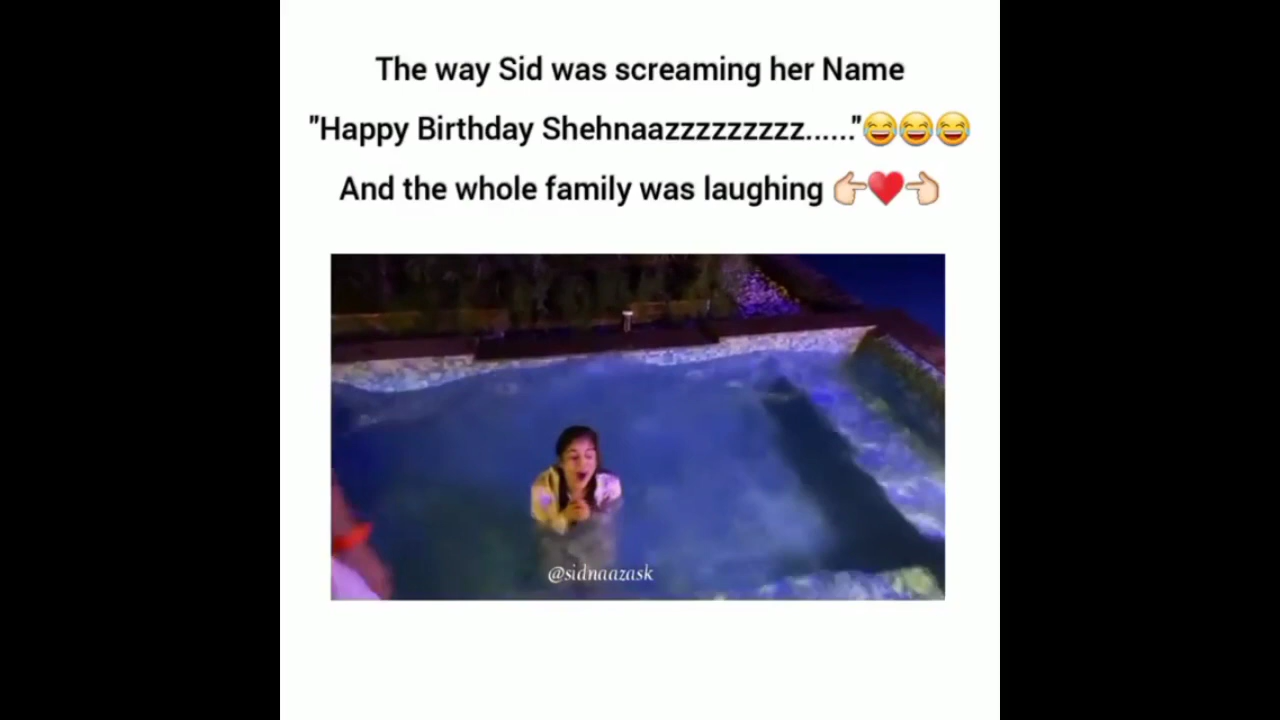 The way Sid was screaming her Name
"Happy Birthday Shehnaazzzzzzzzz......"😂😂😂
And the whole family was laughing 👉🏻❤️👈🏻
@sidnaazask